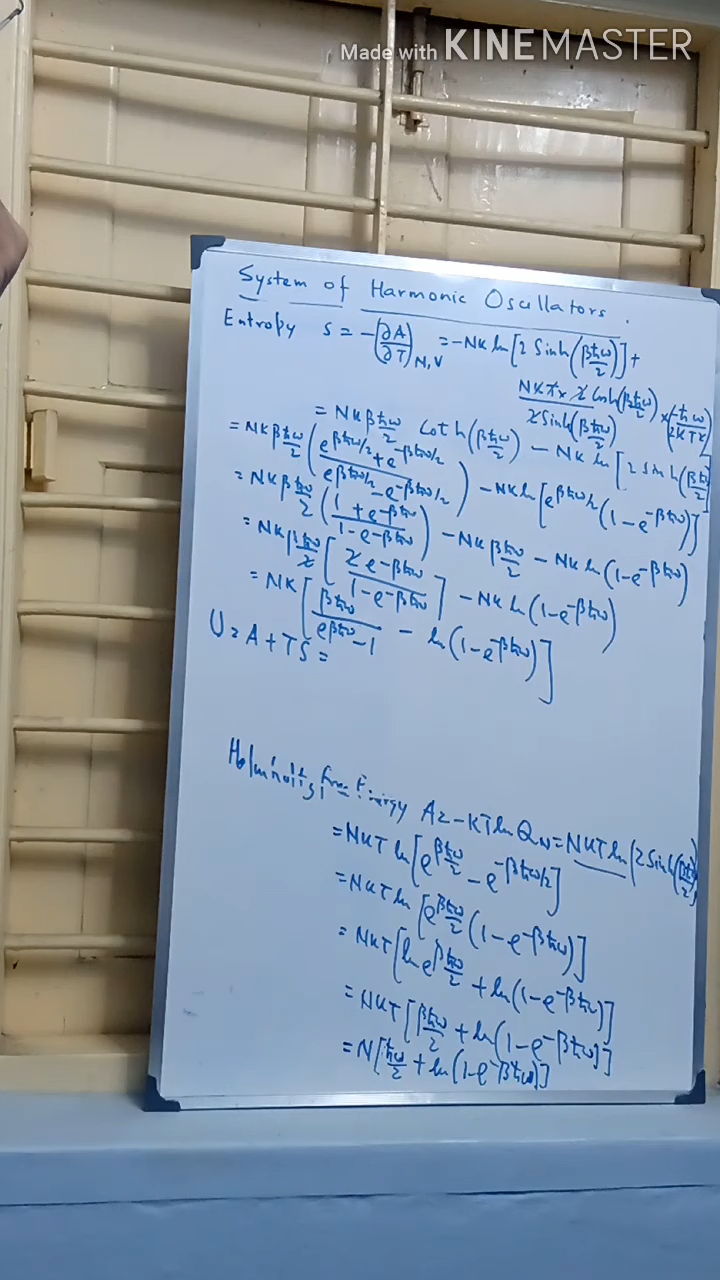 Made with KINEMASTER
System of Harmonic Oscullators.
Entropy S = -(∂A/∂T)N,V = -NK ln[2 Sinh(βħω/2)] +
NKT x 2 Cosh(βħω/2) / 2 Sinh(βħω/2) x (-ħω/2KT²)
= NKβħω/2 Coth(βħω/2) - NK ln[2 Sinh(βħω/2)]
= NKβħω/2 (e^βħω/2 + e^-βħω/2 / e^βħω/2 - e^-βħω/2) - NK ln[e^βħω/2 (1 - e^-βħω)]
= NKβħω/2 (1 + e^-βħω / 1 - e^-βħω) - NKβħω/2 - NK ln(1 - e^-βħω)
= NKβħω/2 [2e^-βħω / 1 - e^-βħω] - NK ln(1 - e^-βħω)
= NK [βħω / e^βħω - 1 - ln(1 - e^-βħω)]
U = A + TS =
Free Energy A = -KT ln QN = NKT ln(2 Sinh(βħω/2)
= NKT ln[e^βħω/2 - e^-βħω/2]
= NKT ln[e^βħω/2 (1 - e^-βħω)]
= NKT[ln e^βħω/2 + ln(1 - e^-βħω)]
= NKT[βħω/2 + ln(1 - e^-βħω)]
= N[ħω/2 + ln(1 - e^-βħω)]